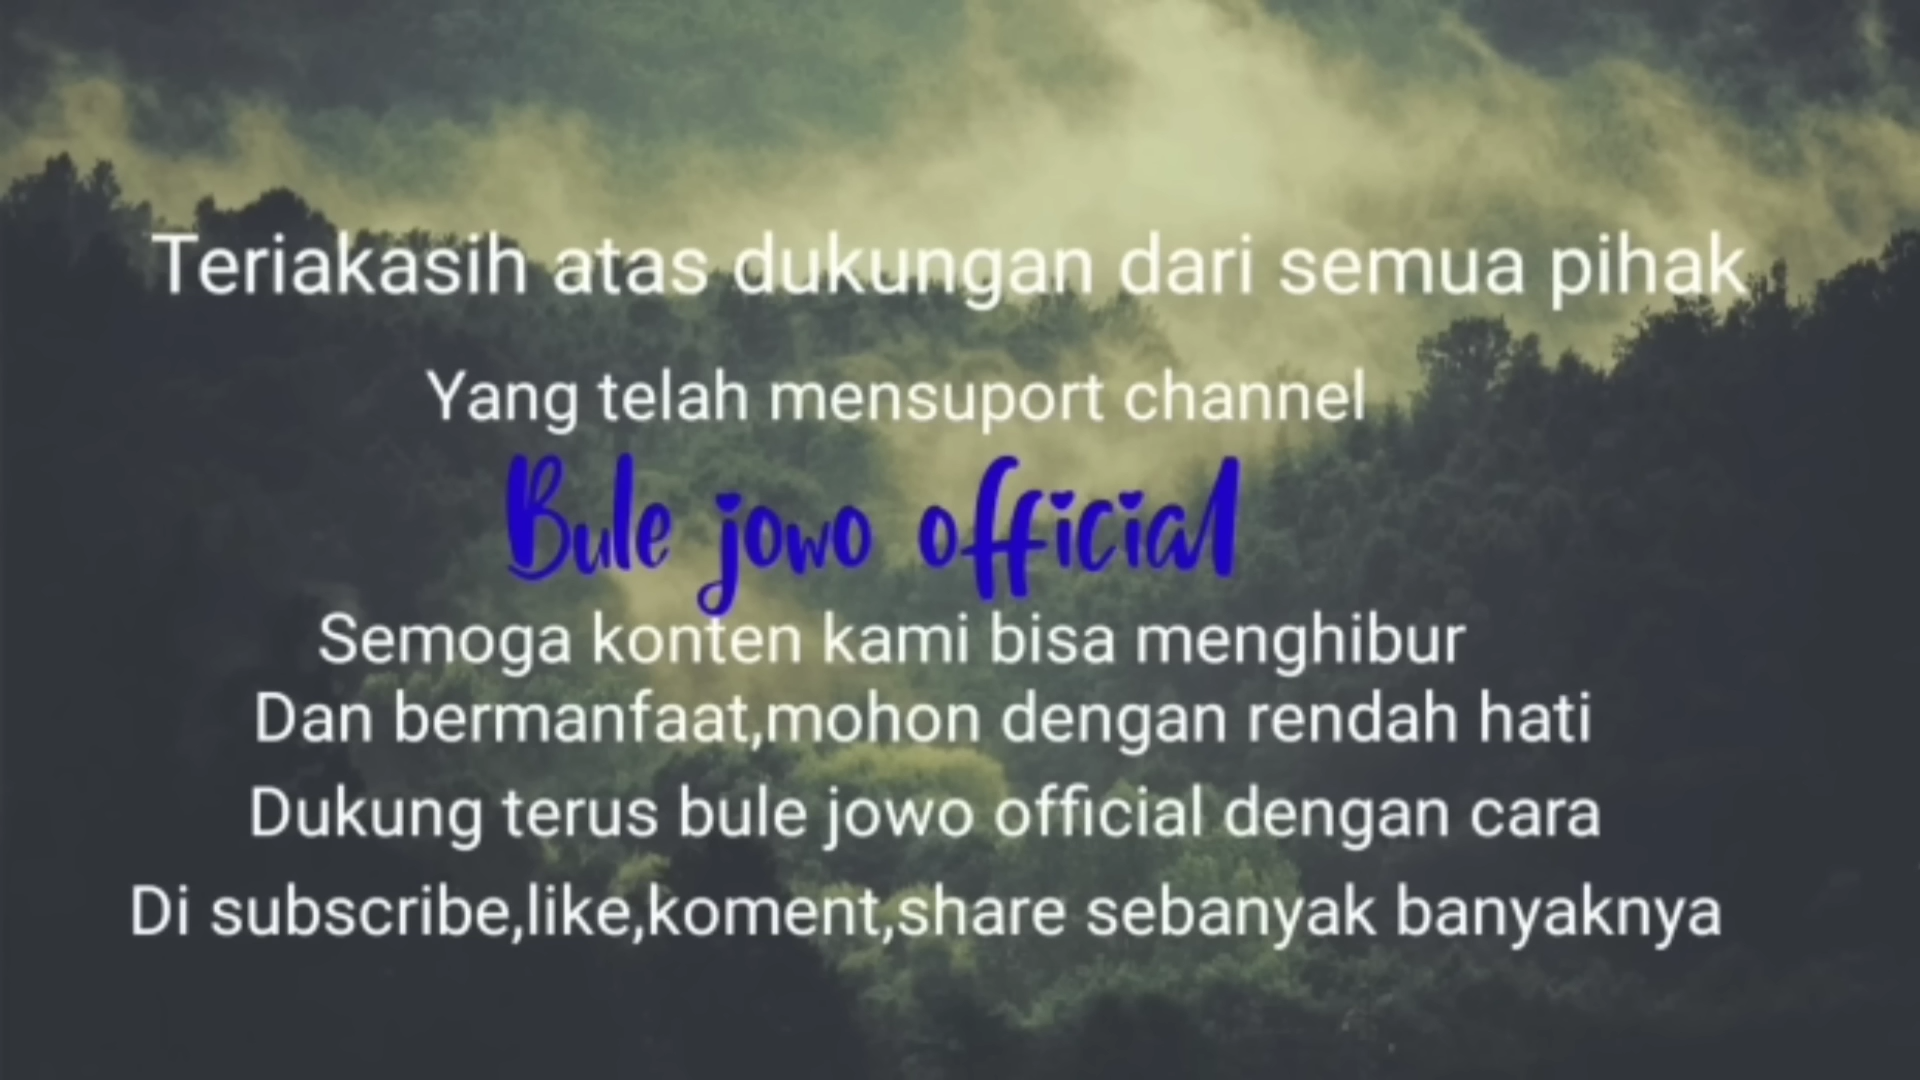 Teriakasih atas dukungan dari semua pihak
Yang telah mensuport channel
Bule jowo official
Semoga konten kami bisa menghibur
Dan bermanfaat,mohon dengan rendah hati
Dukung terus bule jowo official dengan cara
Di subscribe,like,koment,share sebanyak banyaknya